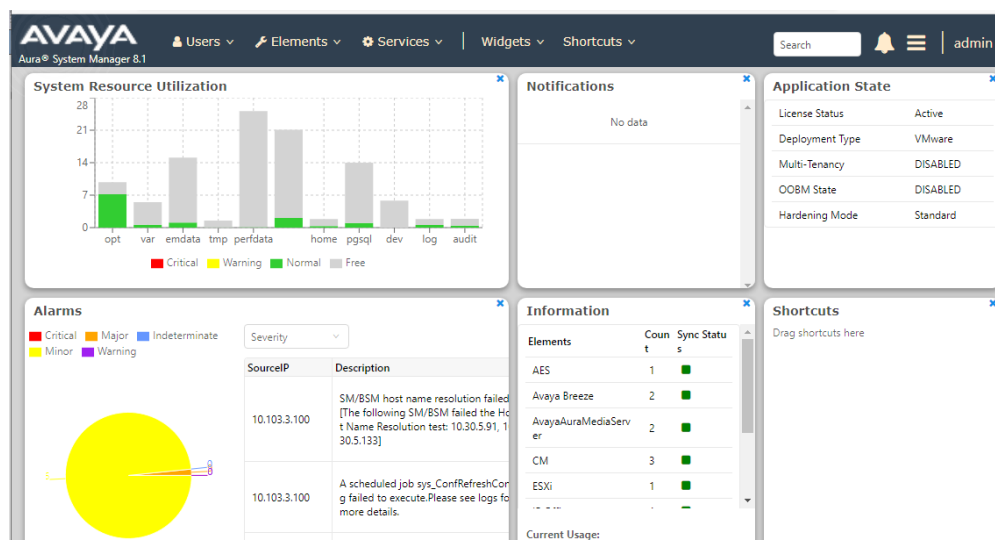 AVAYA
Aura® System Manager 8.1
Users Elements Services Widgets Shortcuts
Search
admin
System Resource Utilization
28
21
14
7
0
opt var emdata tmp perfdata home pgsql dev log audit
Critical Warning Normal Free
Notifications
No data
Application State
License Status Active
Deployment Type VMware
Multi-Tenancy DISABLED
OOBM State DISABLED
Hardening Mode Standard
Alarms
Critical Major Indeterminate
Minor Warning
Severity
SourceIP Description
10.103.3.100
SM/BSM host name resolution failed
[The following SM/BSM failed the Ho
t Name Resolution test: 10.30.5.91, 1
30.5.133]
10.103.3.100
A scheduled job sys_ConfRefreshCon
g failed to execute.Please see logs fo
more details.
Information
Elements
Coun
t
Sync Statu
s
AES 1
Avaya Breeze 2
AvayaAuraMediaServ
er
2
CM 3
ESXi 1
Current Usage:
Shortcuts
Drag shortcuts here